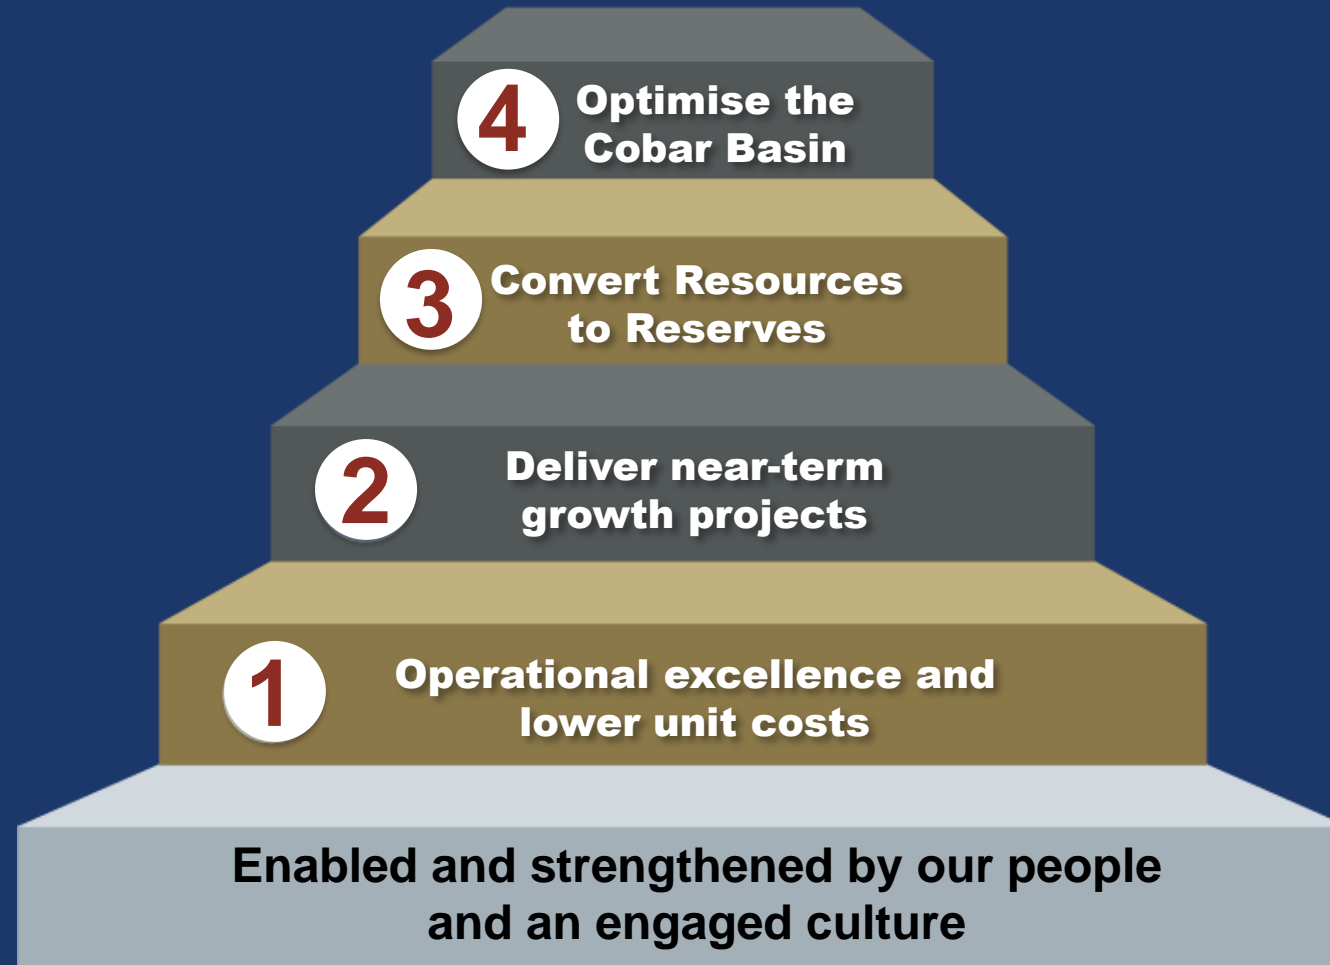 4
Optimise the
Cobar Basin
3
Convert Resources
to Reserves
2
Deliver near-term
growth projects
1
Operational excellence and
lower unit costs
Enabled and strengthened by our people
and an engaged culture